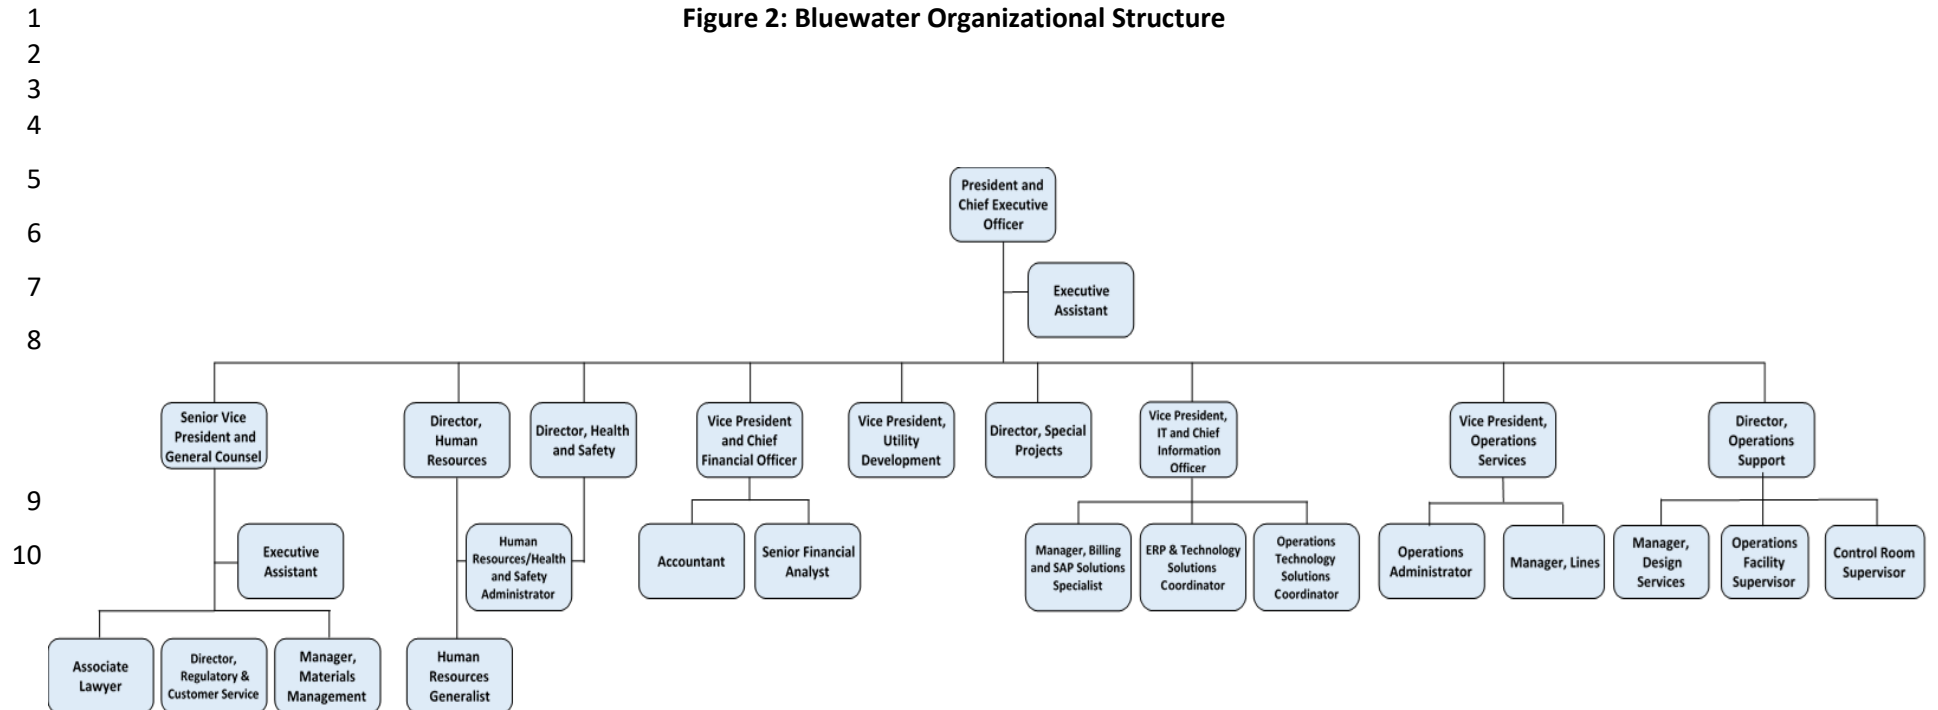 1
Figure 2: Bluewater Organizational Structure
2
3
4
5
President and
Chief Executive
Officer
6
7
Executive
Assistant
8
Senior Vice
President and
General Counsel
Director,
Human
Resources
Director, Health
and Safety
Vice President
and Chief
Financial Officer
Vice President,
Utility
Development
Director, Special
Projects
Vice President,
IT and Chief
Information
Officer
Vice President,
Operations
Services
Director,
Operations
Support
9
10
Executive
Assistant
Human
Resources/Health
and Safety
Administrator
Accountant
Senior Financial
Analyst
Manager, Billing
and SAP Solutions
Specialist
ERP & Technology
Solutions
Coordinator
Operations
Technology
Solutions
Coordinator
Operations
Administrator
Manager, Lines
Manager,
Design
Services
Operations
Facility
Supervisor
Control Room
Supervisor
Associate
Lawyer
Director,
Regulatory &
Customer Service
Manager,
Materials
Management
Human
Resources
Generalist